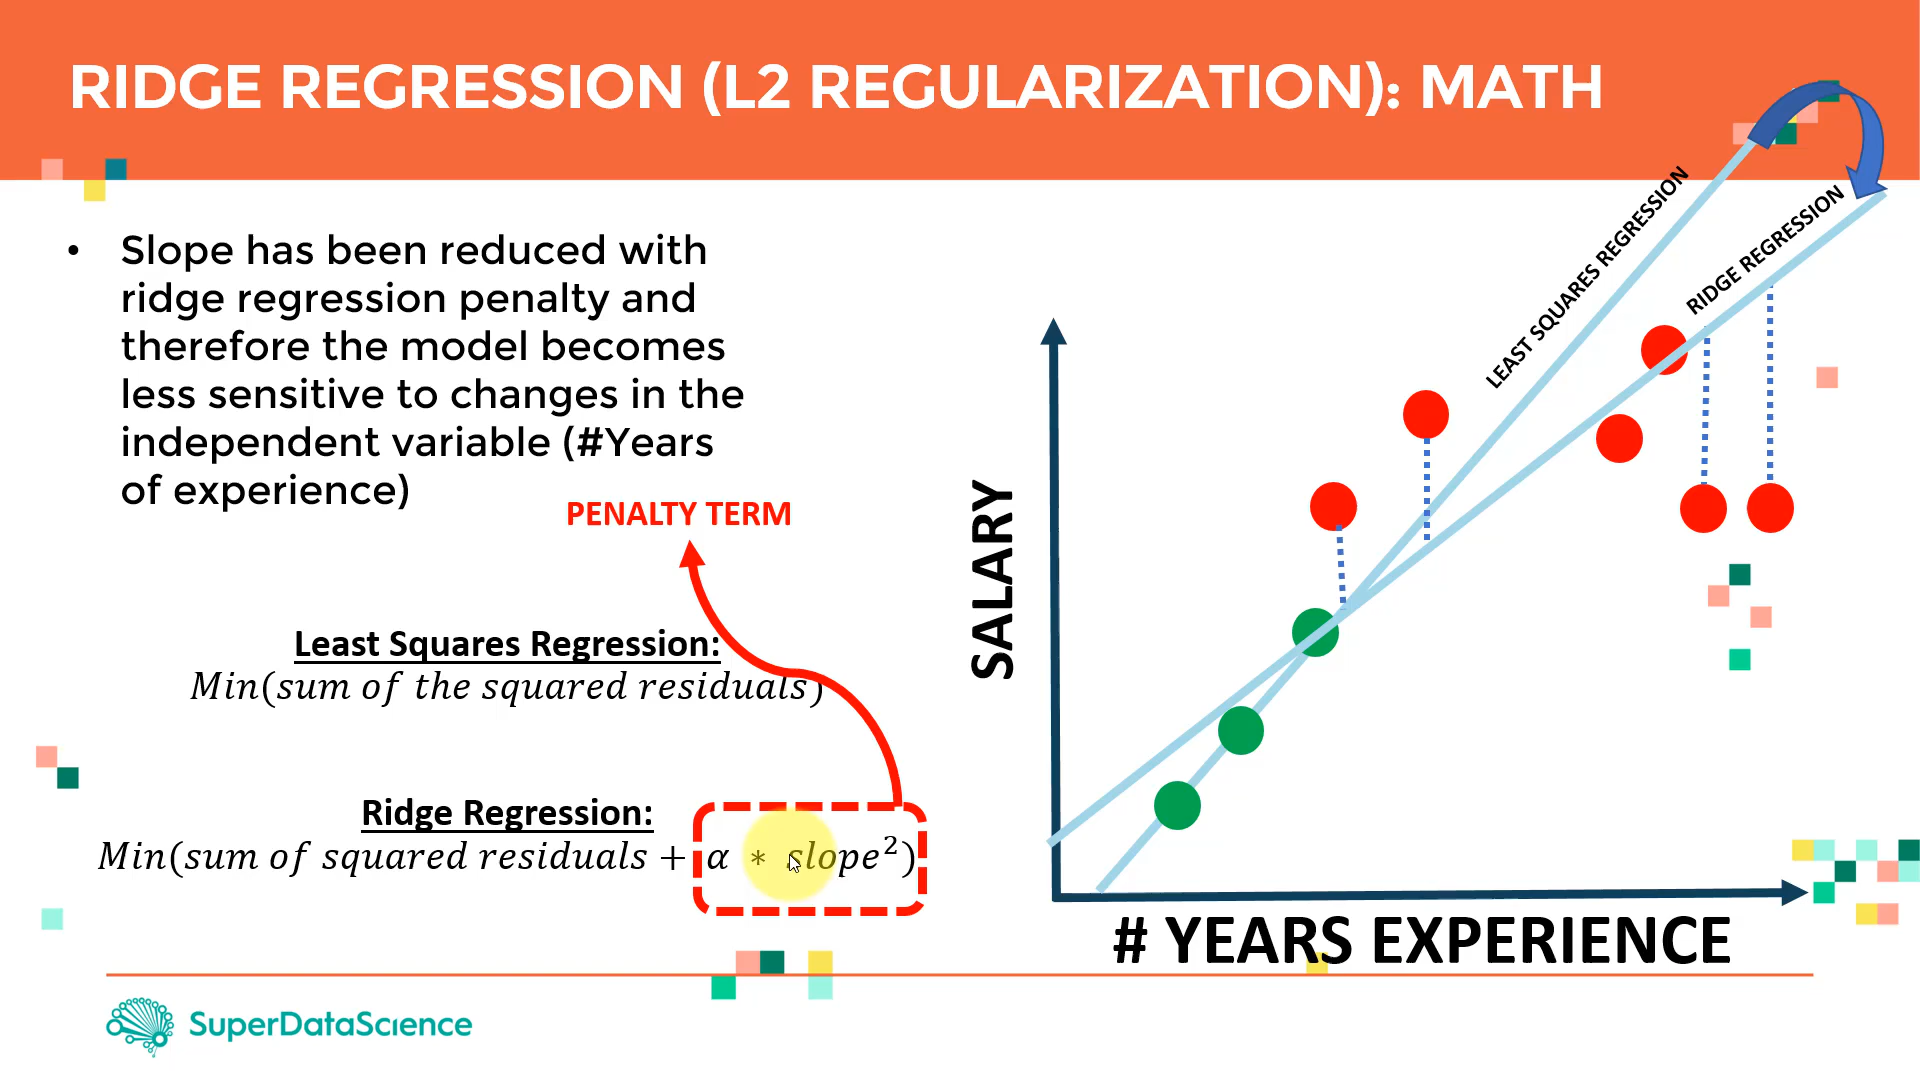 RIDGE REGRESSION (L2 REGULARIZATION): MATH
• Slope has been reduced with
ridge regression penalty and
therefore the model becomes
less sensitive to changes in the
independent variable (#Years
of experience)
PENALTY TERM
Least Squares Regression:
Min(sum of the squared residuals)
Ridge Regression:
Min(sum of squared residuals + α * slope²)
LEAST SQUARES REGRESSION
RIDGE REGRESSION
SALARY
# YEARS EXPERIENCE
SuperDataScience